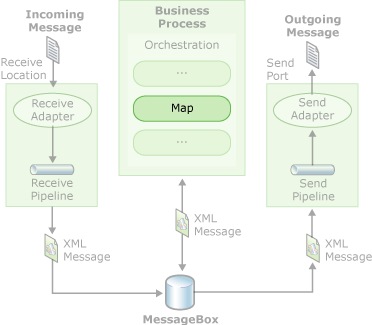 Incoming
Message
Receive
Location
Receive
Adapter
Receive
Pipeline
XML
Message
Business
Process
Orchestration
...
Map
...
XML
Message
MessageBox
Outgoing
Message
Send
Port
Send
Adapter
Send
Pipeline
XML
Message